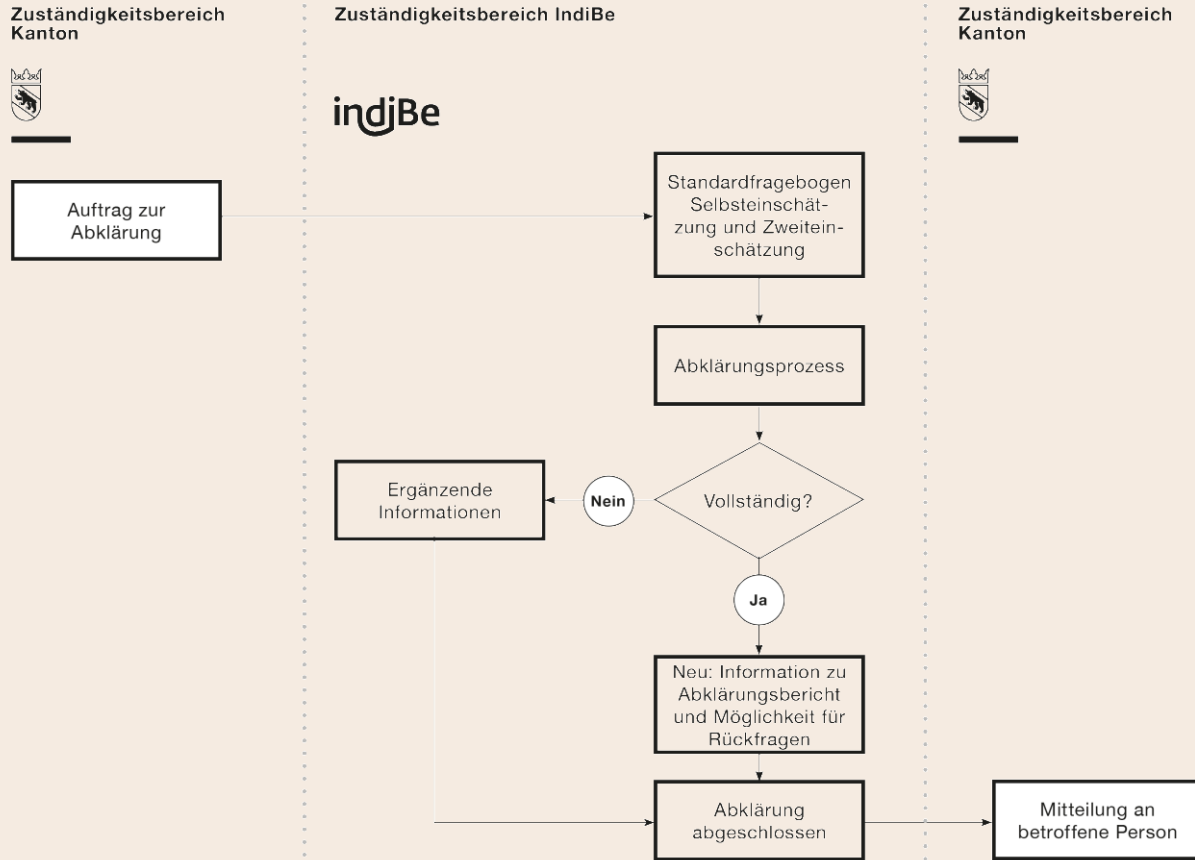 Zuständigkeitsbereich
Kanton
Zuständigkeitsbereich IndiBe
Zuständigkeitsbereich
Kanton
indiBe
Auftrag zur
Abklärung
Standardfragebogen
Selbsteinschät-
zung und Zweitein-
schätzung
Abklärungsprozess
Ergänzende
Informationen
Nein
Vollständig?
Ja
Neu: Information zu
Abklärungsbericht
und Möglichkeit für
Rückfragen
Abklärung
abgeschlossen
Mitteilung an
betroffene Person